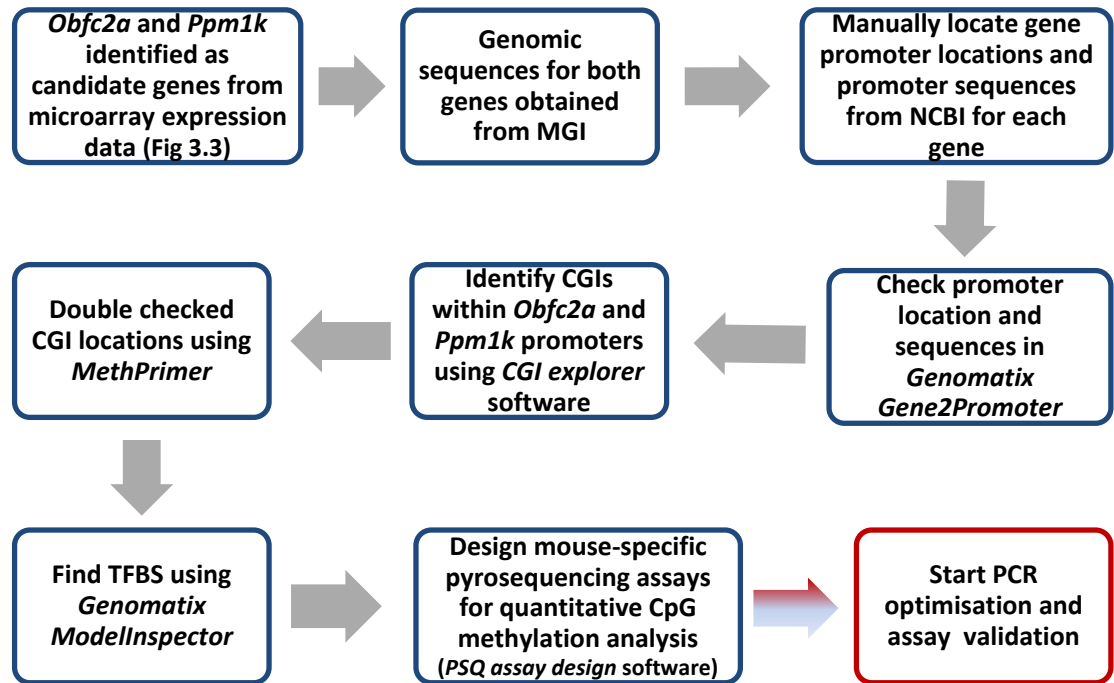 Obfc2a and Ppm1k
identified as
candidate genes from
microarray expression
data (Fig 3.3)
Genomic
sequences for both
genes obtained
from MGI
Manually locate gene
promoter locations and
promoter sequences
from NCBI for each
gene
Check promoter
location and
sequences in
Genomatix
Gene2Promoter
Identify CGIs
within Obfc2a and
Ppm1k promoters
using CGI explorer
software
Double checked
CGI locations using
MethPrimer
Find TFBS using
Genomatix
ModelInspector
Design mouse-specific
pyrosequencing assays
for quantitative CpG
methylation analysis
(PSQ assay design software)
Start PCR
optimisation and
assay validation